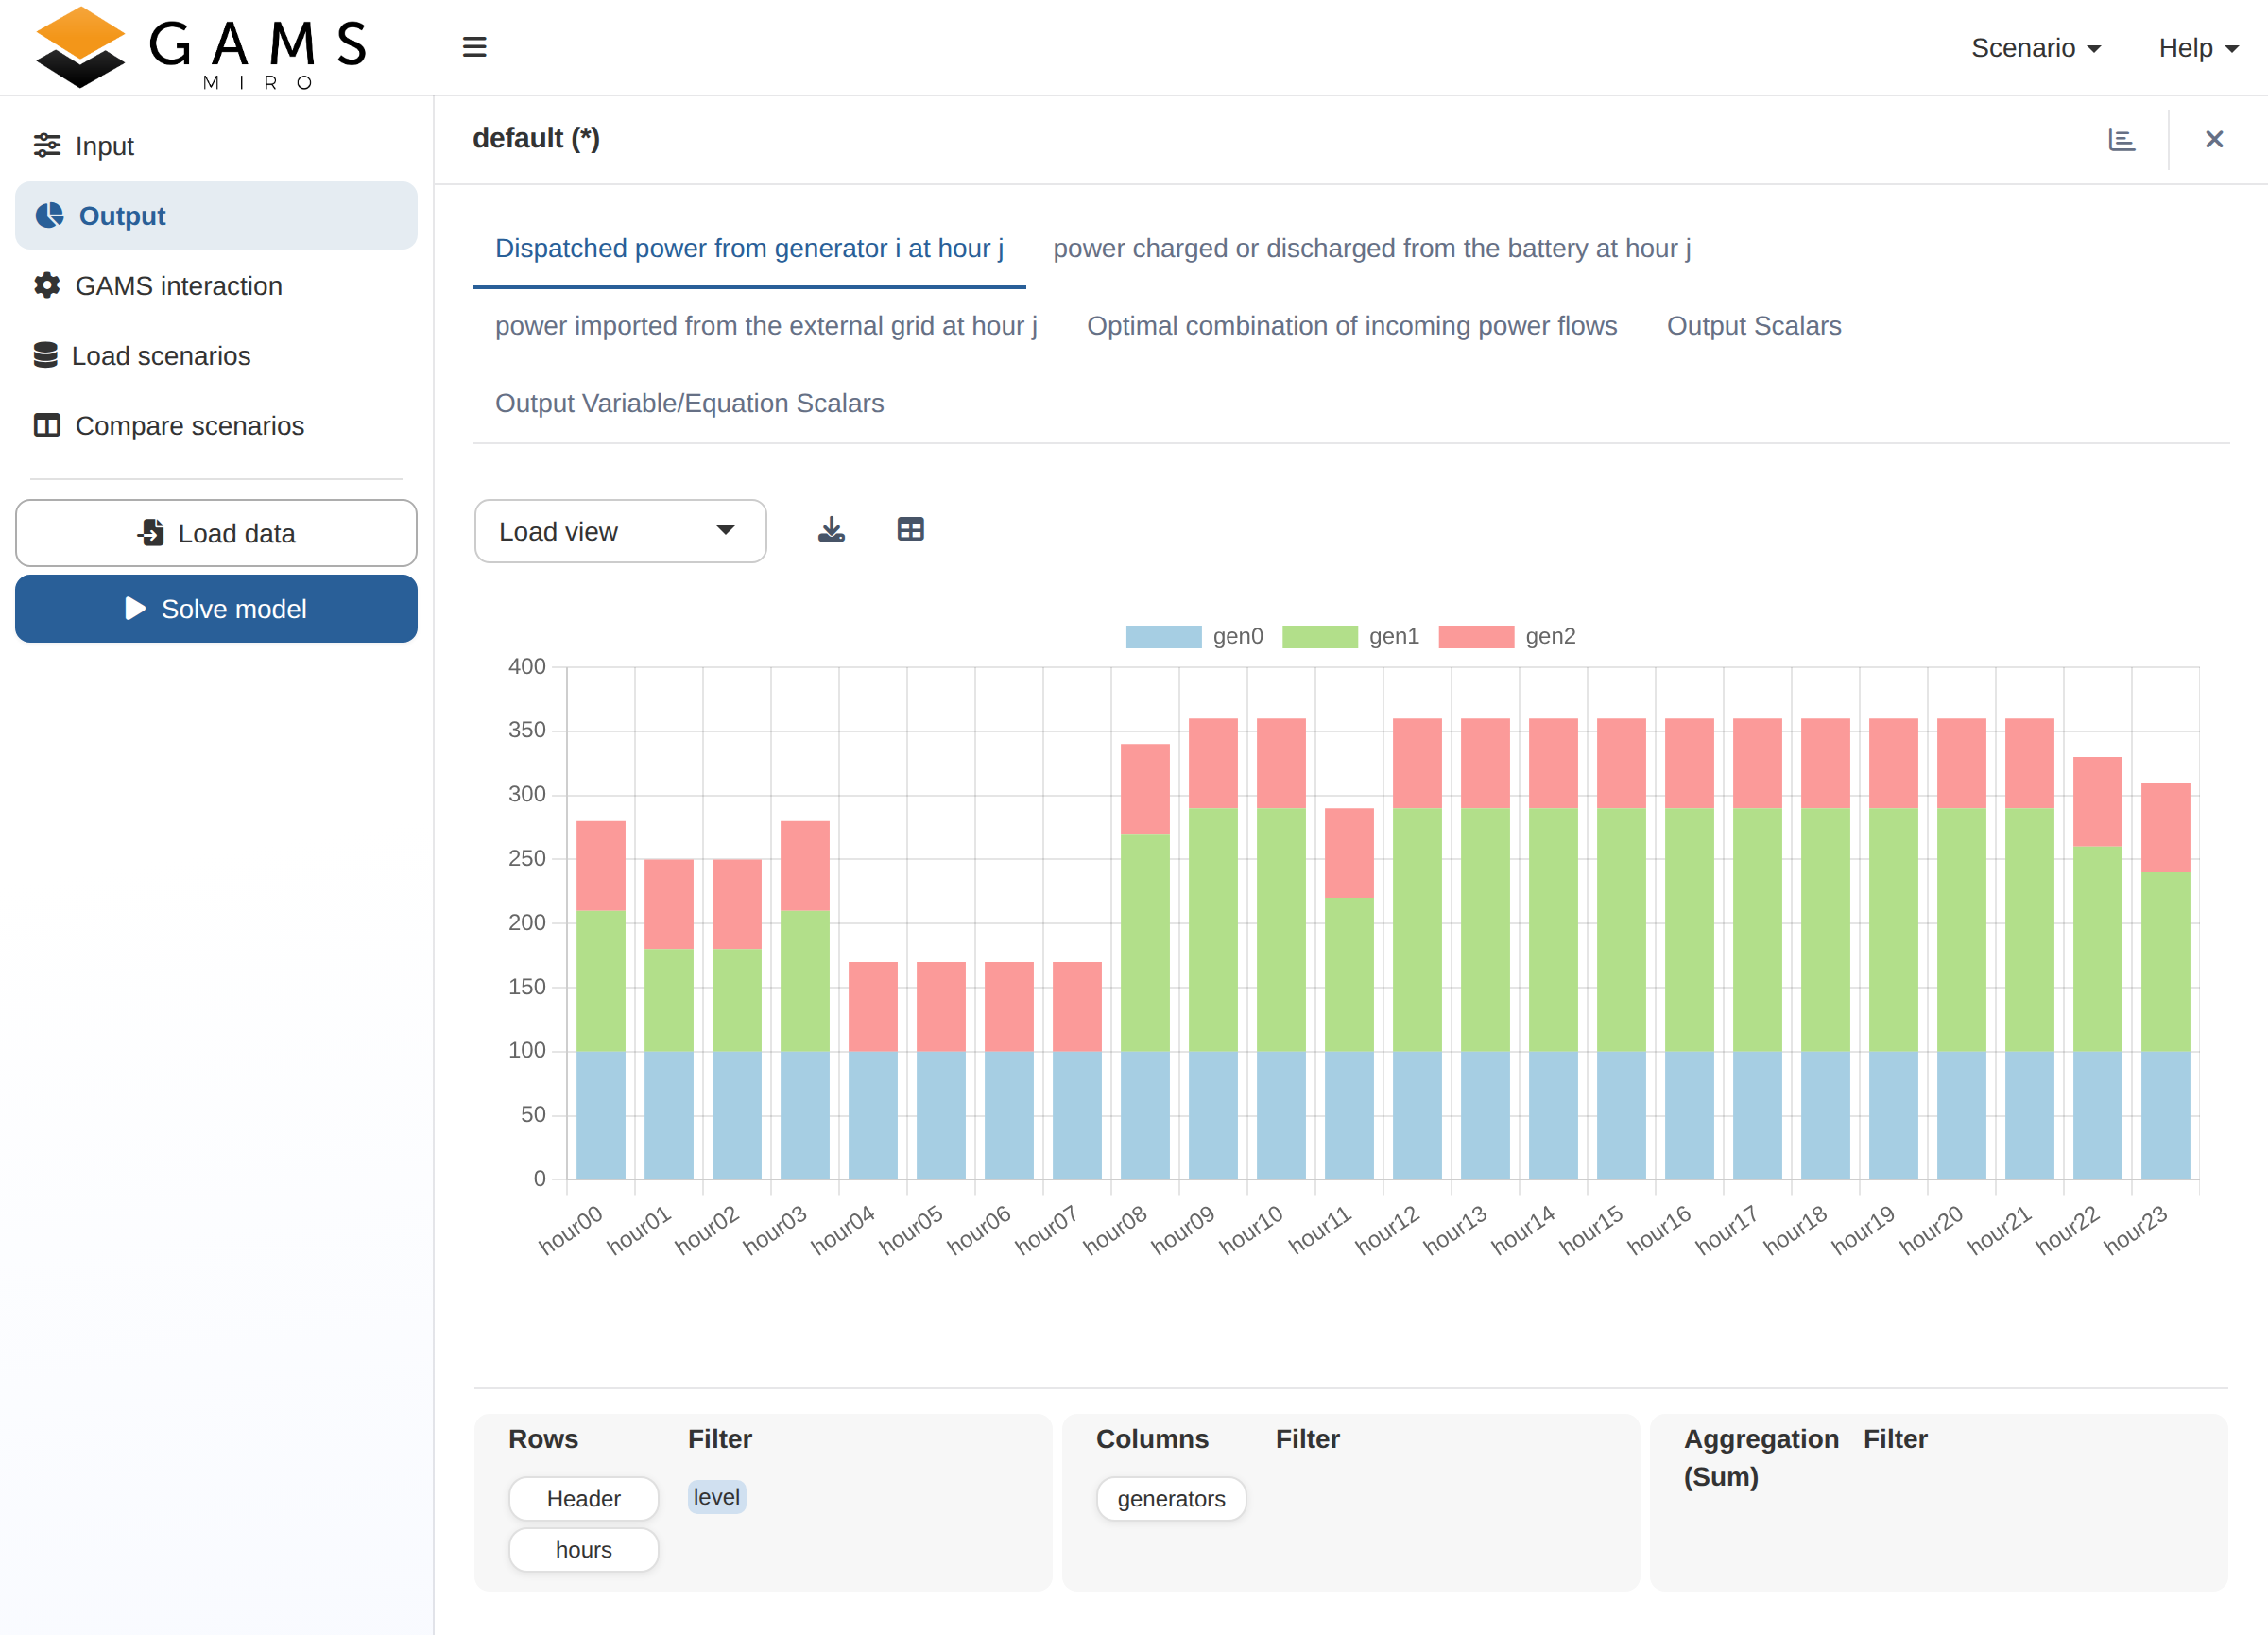 GAMS
MIRO
Scenario
Help
Input
Output
GAMS interaction
Load scenarios
Compare scenarios
Load data
Solve model
default (*)
Dispatched power from generator i at hour j
power charged or discharged from the battery at hour j
power imported from the external grid at hour j
Optimal combination of incoming power flows
Output Scalars
Output Variable/Equation Scalars
Load view
gen0 gen1 gen2
400
350
300
250
200
150
100
50
0
hour00 hour01 hour02 hour03 hour04 hour05 hour06 hour07 hour08 hour09 hour10 hour11 hour12 hour13 hour14 hour15 hour16 hour17 hour18 hour19 hour20 hour21 hour22 hour23
Rows Filter
Header level
hours
Columns Filter
generators
Aggregation Filter
(Sum)